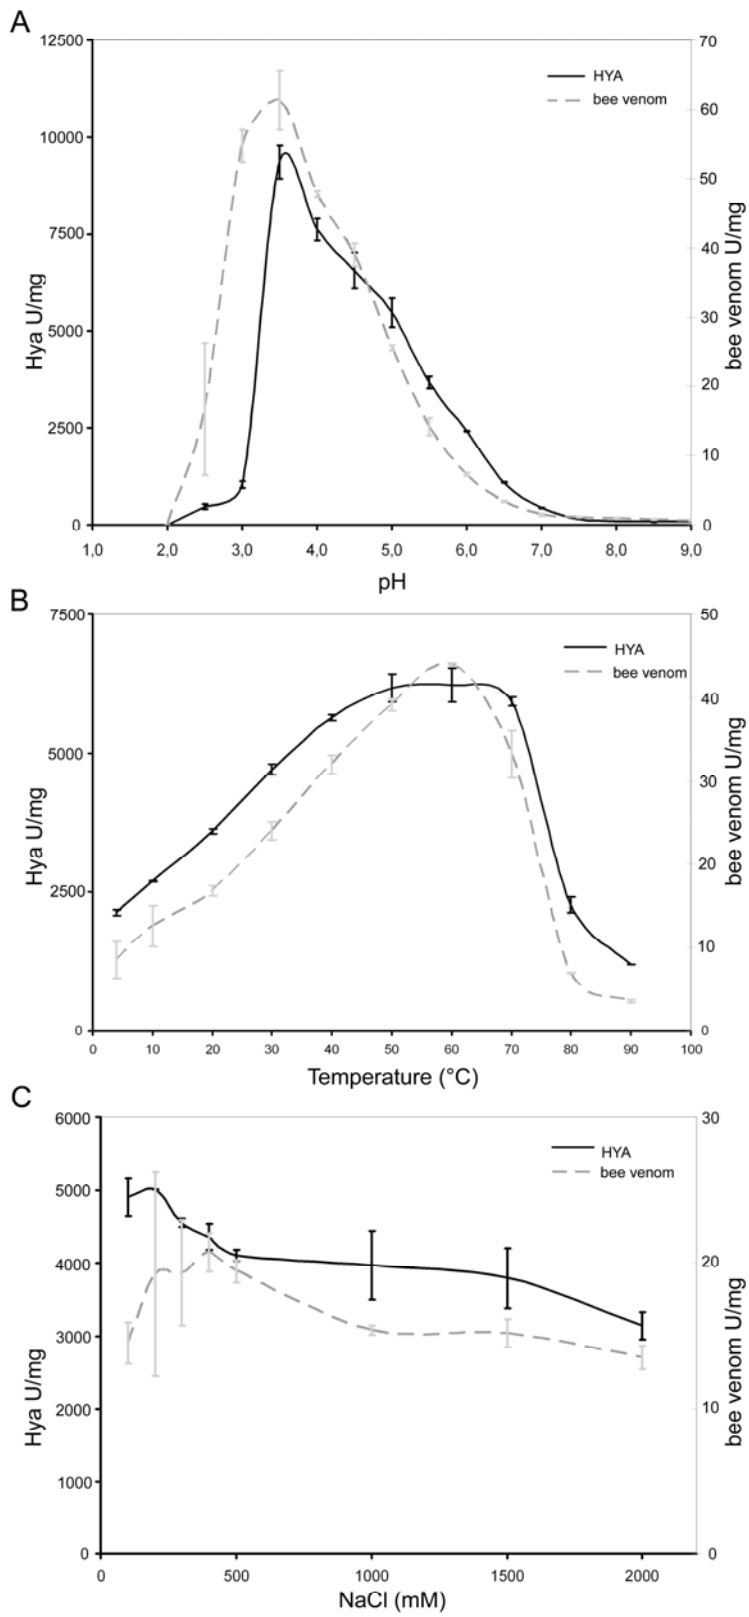 A
12500
10000
7500
5000
2500
0
Hya U/mg
70
60
50
40
30
20
10
0
bee venom U/mg
HYA
bee venom
1,0 2,0 3,0 4,0 5,0 6,0 7,0 8,0 9,0
pH
B
7500
5000
2500
0
Hya U/mg
50
40
30
20
10
0
bee venom U/mg
HYA
bee venom
0 10 20 30 40 50 60 70 80 90 100
Temperature (°C)
C
6000
5000
4000
3000
2000
1000
0
Hya U/mg
30
20
10
0
bee venom U/mg
HYA
bee venom
0 500 1000 1500 2000
NaCl (mM)